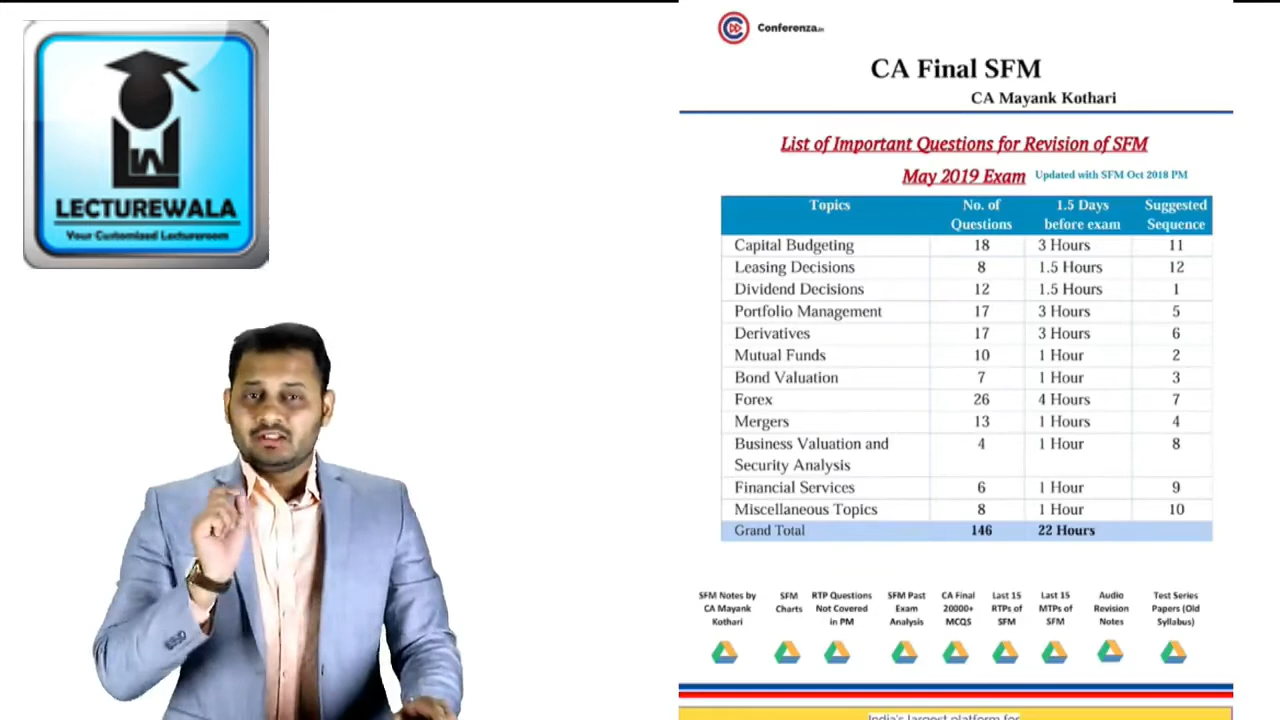 LW
LECTUREWALA
Your Customized Lectureroom
Conferenza.in
CA Final SFM
CA Mayank Kothari
List of Important Questions for Revision of SFM
May 2019 Exam Updated with SFM Oct 2018 PM
Topics No. of Questions 1.5 Days before exam Suggested Sequence
Capital Budgeting 18 3 Hours 11
Leasing Decisions 8 1.5 Hours 12
Dividend Decisions 12 1.5 Hours 1
Portfolio Management 17 3 Hours 5
Derivatives 17 3 Hours 6
Mutual Funds 10 1 Hour 2
Bond Valuation 7 1 Hour 3
Forex 26 4 Hours 7
Mergers 13 1 Hours 4
Business Valuation and Security Analysis 4 1 Hour 8
Financial Services 6 1 Hour 9
Miscellaneous Topics 8 1 Hour 10
Grand Total 146 22 Hours
SFM Notes by CA Mayank Kothari
SFM Charts
RTP Questions Not Covered in PM
SFM Past Exam Analysis
CA Final 20000+ MCQS
Last 15 RTPs of SFM
Last 15 MTPs of SFM
Audio Revision Notes
Test Series Papers (Old Syllabus)
India's largest platform for